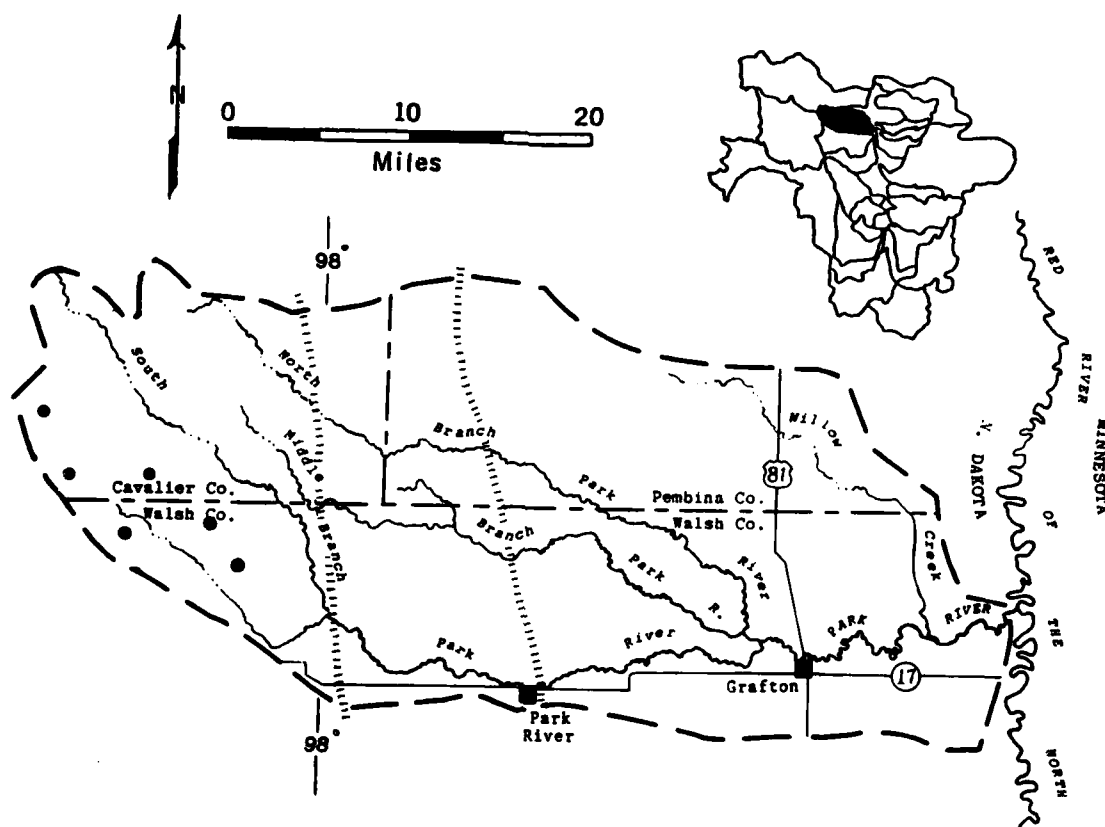 N
0 10 20
Miles
98°
RED
RIVER
OF
THE
NORTH
MINNESOTA
N. DAKOTA
South
Branch
North
Branch
Park
River
Middle
Branch
Park
R.
Willow
Creek
81
Cavalier Co.
Walsh Co.
Pembina Co.
Walsh Co.
Park
River
PARK
RIVER
Grafton
17
Park
River
98°